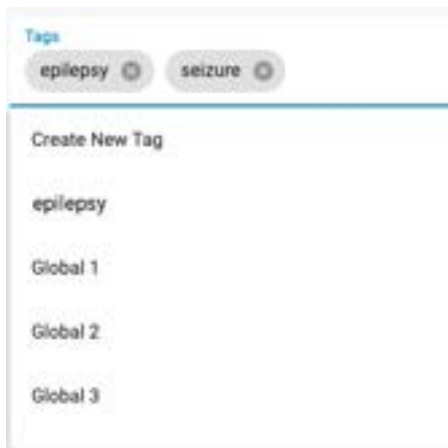 Tags
epilepsy seizure
Create New Tag
epilepsy
Global 1
Global 2
Global 3